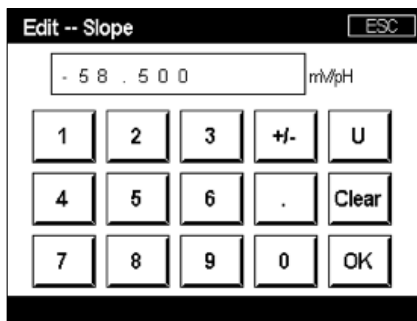 Edit -- Slope ESC
- 5 8 . 5 0 0 mV/pH
1 2 3 +/- U
4 5 6 . Clear
7 8 9 0 OK